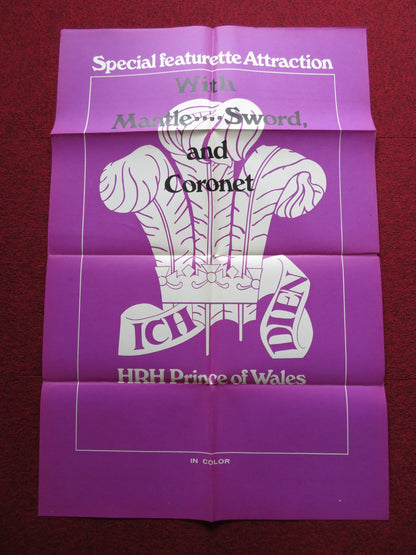 Special featurette Attraction
With
Mantle...., Sword,
and
Coronet
ICH DIEN
HRH Prince of Wales
IN COLOR